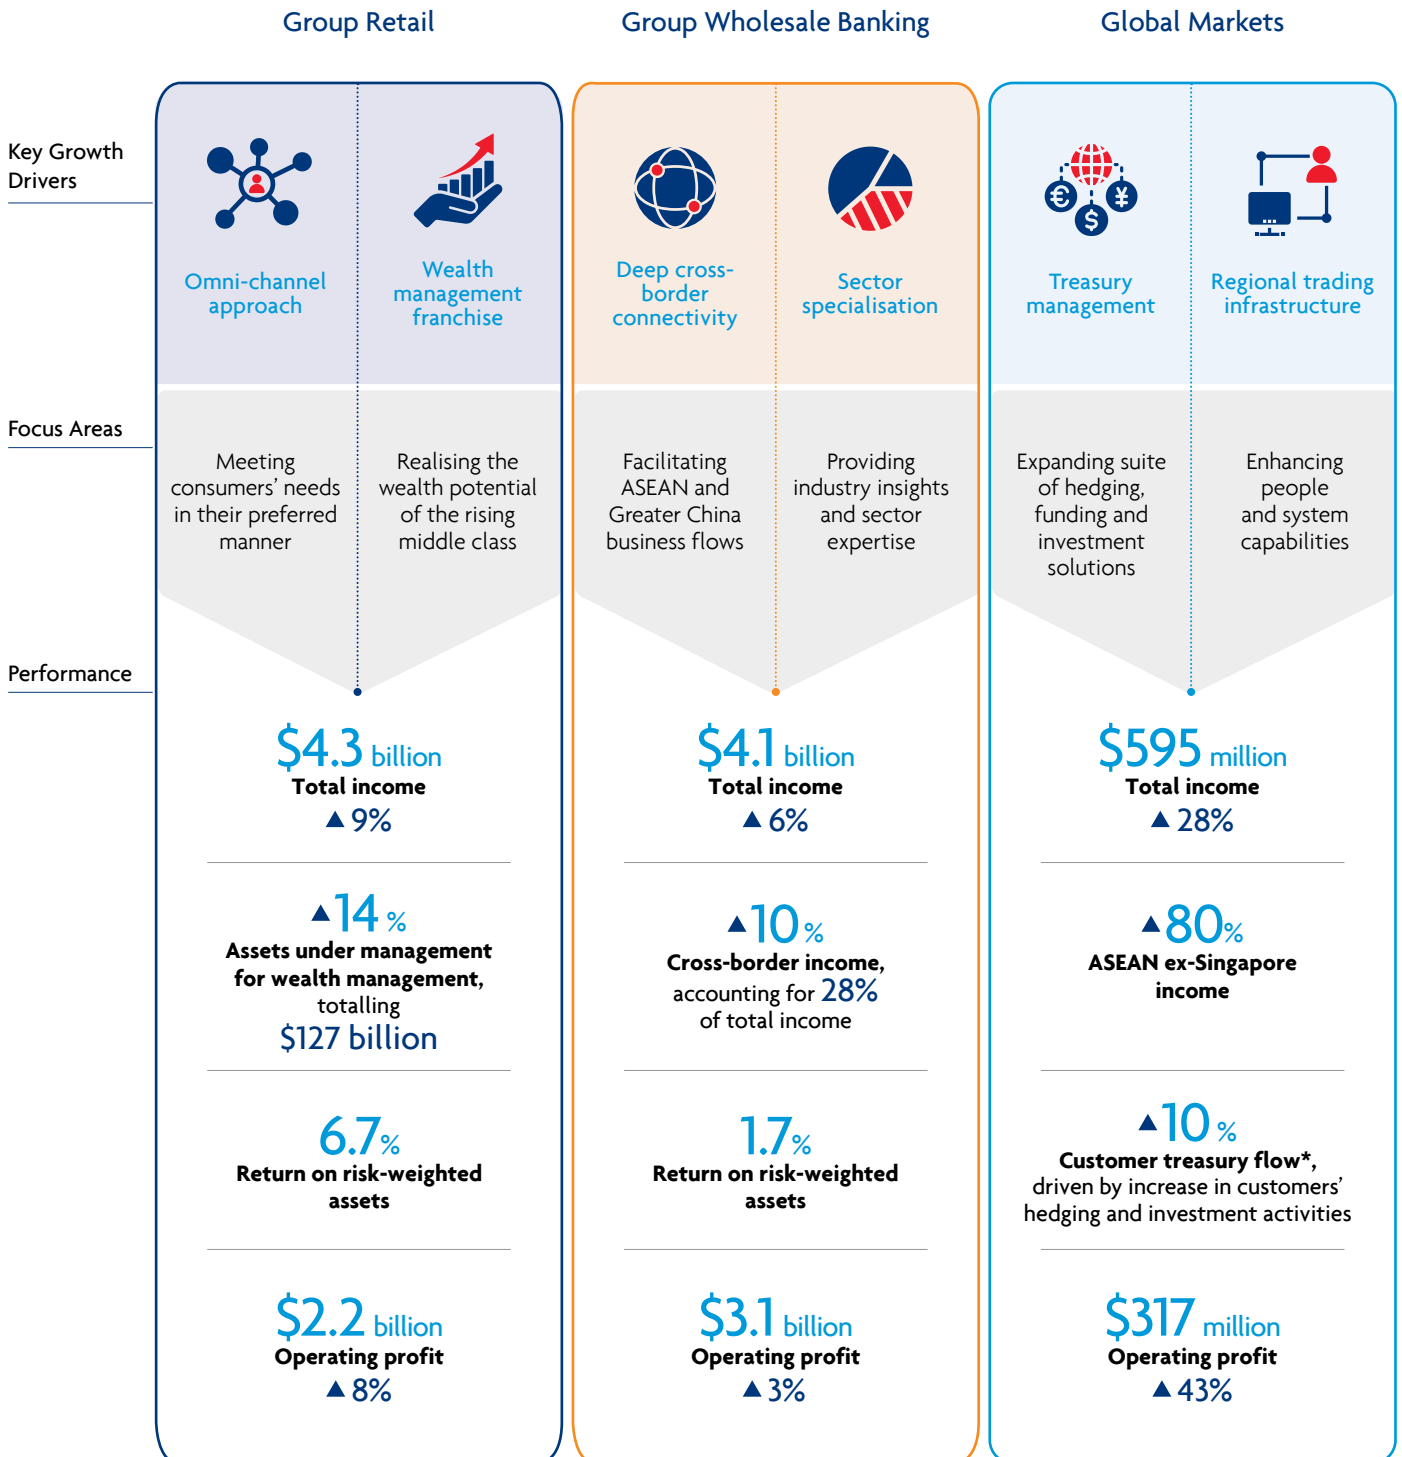 Group Retail
Group Wholesale Banking
Global Markets
Key Growth
Drivers
Omni-channel
approach
Wealth
management
franchise
Deep cross-
border
connectivity
Sector
specialisation
€
$
¥
Treasury
management
Regional trading
infrastructure
Focus Areas
Meeting
consumers’ needs
in their preferred
manner
Realising the
wealth potential
of the rising
middle class
Facilitating
ASEAN and
Greater China
business flows
Providing
industry insights
and sector
expertise
Expanding suite
of hedging,
funding and
investment
solutions
Enhancing
people
and system
capabilities
Performance
$4.3 billion
Total income
▲ 9%
▲ 14 %
Assets under management
for wealth management,
totalling
$127 billion
6.7%
Return on risk-weighted
assets
$2.2 billion
Operating profit
▲ 8%
$4.1 billion
Total income
▲ 6%
▲ 10 %
Cross-border income,
accounting for 28%
of total income
1.7%
Return on risk-weighted
assets
$3.1 billion
Operating profit
▲ 3%
$595 million
Total income
▲ 28%
▲ 80%
ASEAN ex-Singapore
income
▲ 10 %
Customer treasury flow*,
driven by increase in customers’
hedging and investment activities
$317 million
Operating profit
▲ 43%